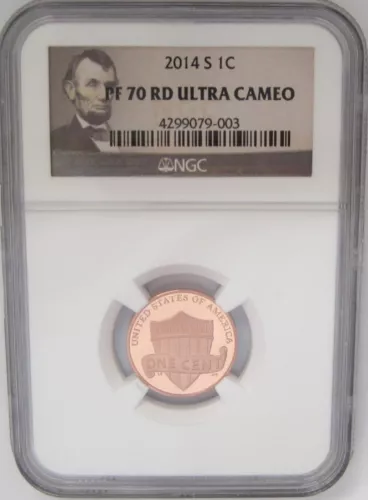 2014 S 1C
PF 70 RD ULTRA CAMEO
4299079-003
NGC
UNITED STATES OF AMERICA
ONE CENT